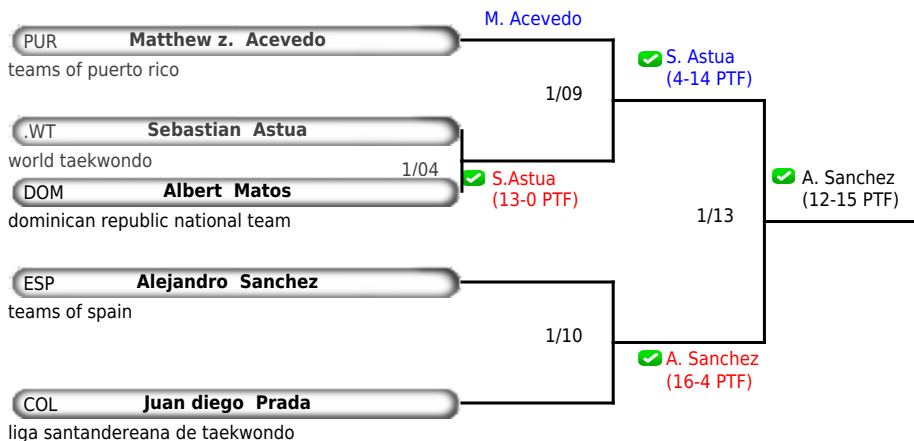 M. Acevedo
PUR Matthew z. Acevedo
teams of puerto rico
S. Astua
(4-14 PTF)
1/09
.WT Sebastian Astua
world taekwondo
1/04
DOM Albert Matos
dominican republic national team
S.Astua
(13-0 PTF)
A. Sanchez
(12-15 PTF)
1/13
ESP Alejandro Sanchez
teams of spain
1/10
A. Sanchez
(16-4 PTF)
COL Juan diego Prada
liga santandereana de taekwondo